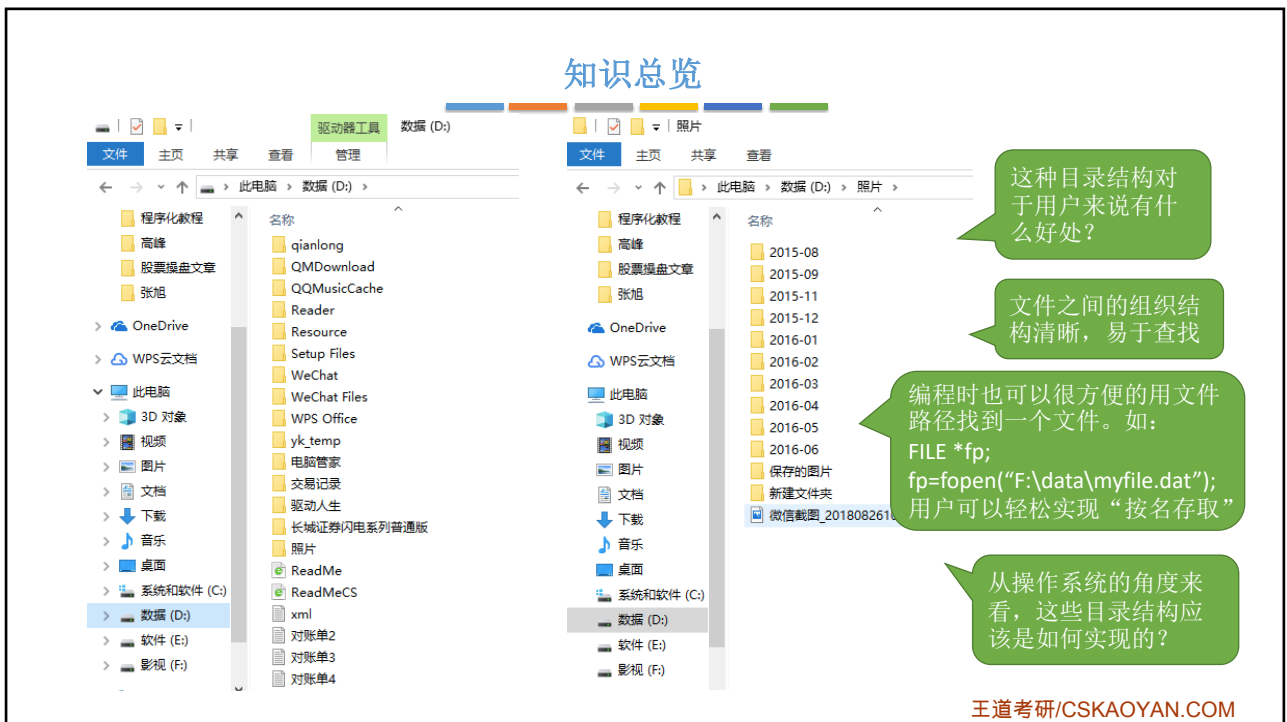 知识总览
驱动器工具 数据 (D:)
文件 主页 共享 查看 管理
此电脑 › 数据 (D:) ›
程序化教程
高峰
股票操盘文章
张旭
OneDrive
WPS云文档
此电脑
3D 对象
视频
图片
文档
下载
音乐
桌面
系统和软件 (C:)
数据 (D:)
软件 (E:)
影视 (F:)
名称
qianlong
QMDownload
QQMusicCache
Reader
Resource
Setup Files
WeChat
WeChat Files
WPS Office
yk_temp
电脑管家
交易记录
驱动人生
长城证券闪电系列普通版
照片
ReadMe
ReadMeCS
xml
对账单2
对账单3
对账单4
照片
文件 主页 共享 查看
此电脑 › 数据 (D:) › 照片 ›
程序化教程
高峰
股票操盘文章
张旭
OneDrive
WPS云文档
此电脑
3D 对象
视频
图片
文档
下载
音乐
桌面
系统和软件 (C:)
数据 (D:)
软件 (E:)
影视 (F:)
名称
2015-08
2015-09
2015-11
2015-12
2016-01
2016-02
2016-03
2016-04
2016-05
2016-06
保存的图片
新建文件夹
微信截图_201808261
这种目录结构对
于用户来说有什
么好处？
文件之间的组织结
构清晰，易于查找
编程时也可以很方便的用文件
路径找到一个文件。如：
FILE *fp;
fp=fopen(“F:\data\myfile.dat”);
用户可以轻松实现“按名存取”
从操作系统的角度来
看，这些目录结构应
该是如何实现的？
王道考研/CSKAOYAN.COM